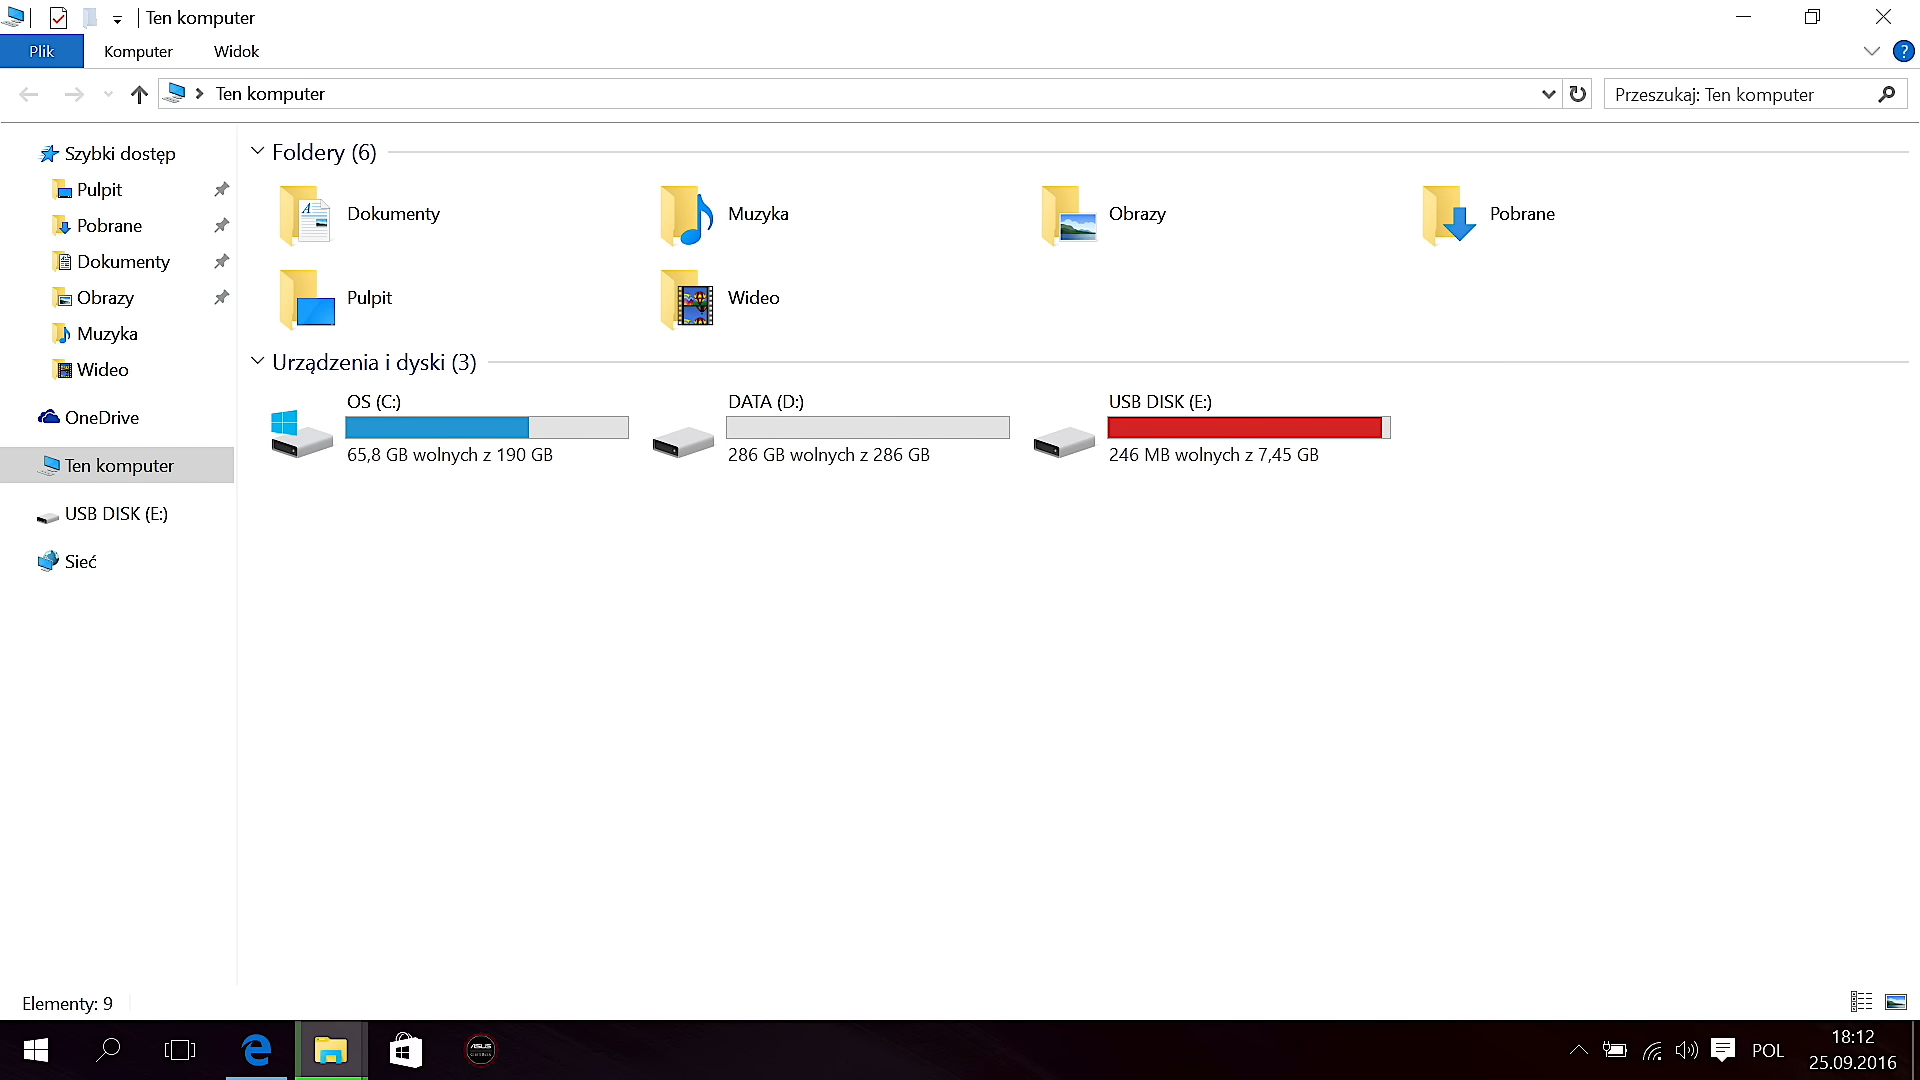 Ten komputer
Plik Komputer Widok ?
Ten komputer Przeszukaj: Ten komputer
Szybki dostęp
Pulpit
Pobrane
Dokumenty
Obrazy
Muzyka
Wideo
OneDrive
Ten komputer
USB DISK (E:)
Sieć
Foldery (6)
Dokumenty Muzyka Obrazy Pobrane
Pulpit Wideo
Urządzenia i dyski (3)
OS (C:) DATA (D:) USB DISK (E:)
65,8 GB wolnych z 190 GB 286 GB wolnych z 286 GB 246 MB wolnych z 7,45 GB
Elementy: 9
ASUS
POL 18:12
25.09.2016